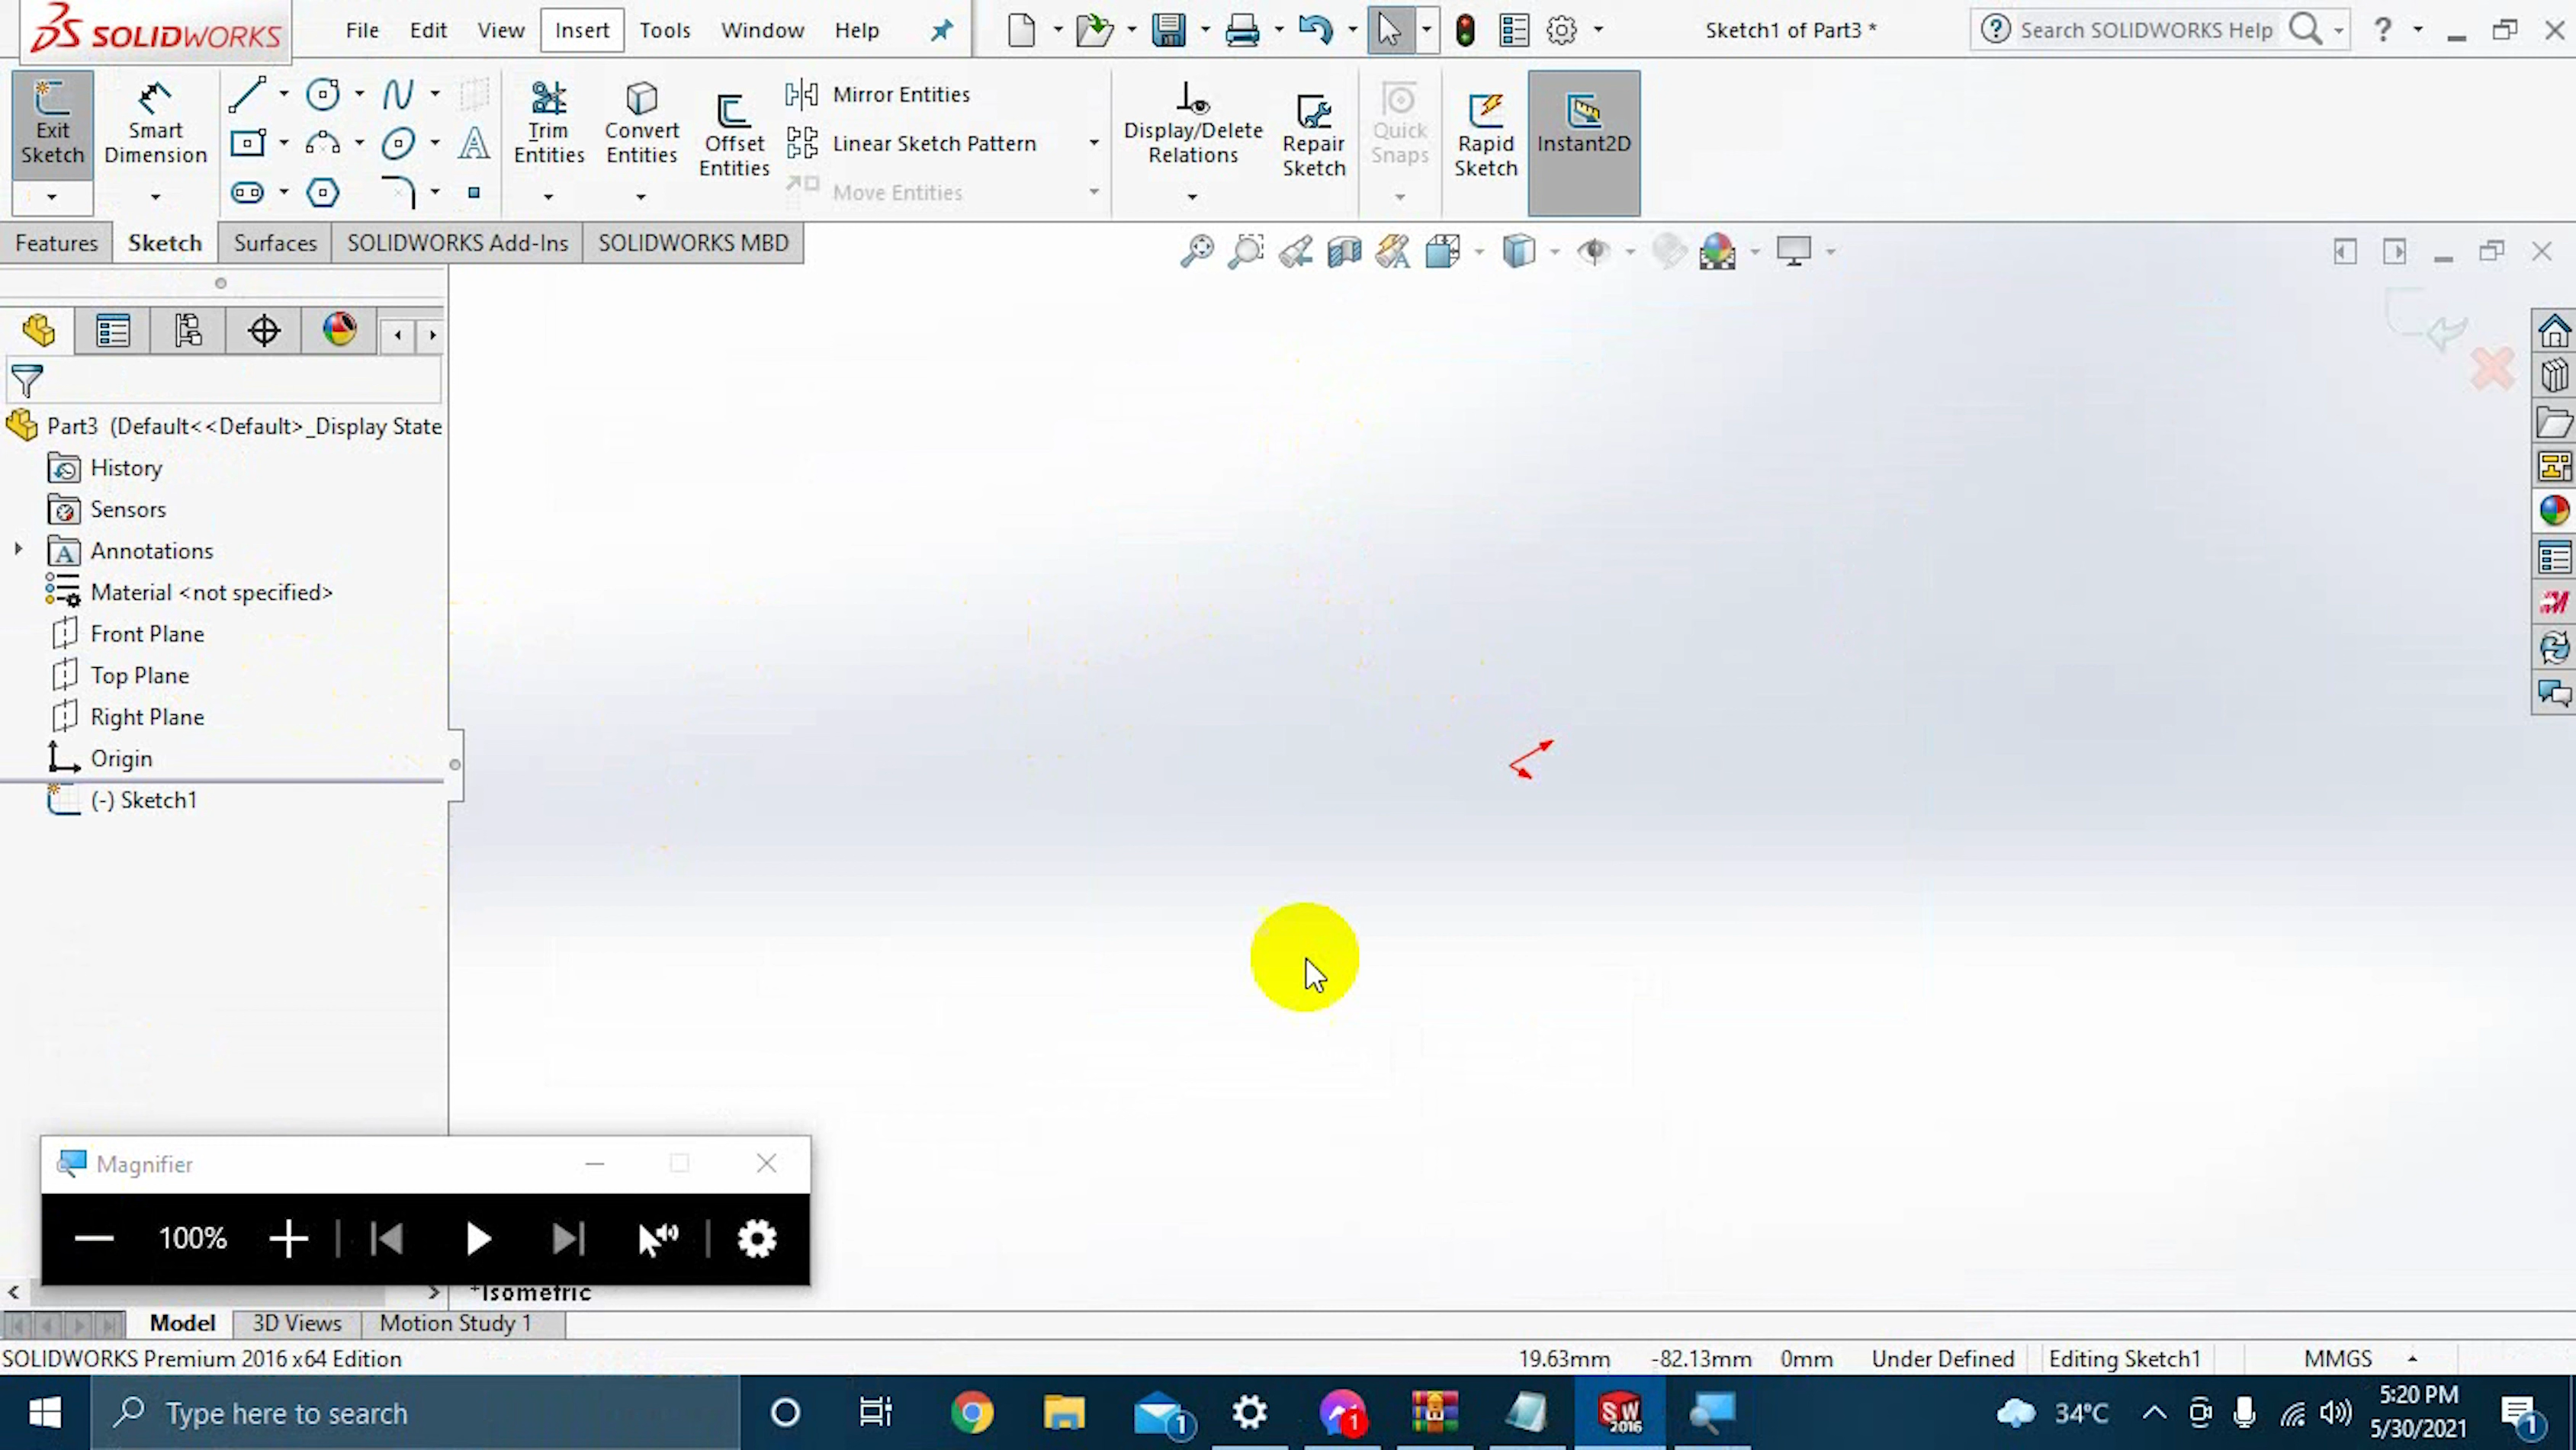 SOLIDWORKS
File Edit View Insert Tools Window Help
Sketch1 of Part3 *
Search SOLIDWORKS Help
Exit Sketch
Smart Dimension
Trim Entities
Convert Entities
Offset Entities
Mirror Entities
Linear Sketch Pattern
Move Entities
Display/Delete Relations
Repair Sketch
Quick Snaps
Rapid Sketch
Instant2D
Features Sketch Surfaces SOLIDWORKS Add-Ins SOLIDWORKS MBD
Part3 (Default<<Default>_Display State
History
Sensors
Annotations
Material <not specified>
Front Plane
Top Plane
Right Plane
Origin
(-) Sketch1
Magnifier
100%
*Isometric
Model 3D Views Motion Study 1
SOLIDWORKS Premium 2016 x64 Edition
19.63mm -82.13mm 0mm Under Defined Editing Sketch1 MMGS
Type here to search
1
1
SW 2016
34°C
5:20 PM
5/30/2021
1